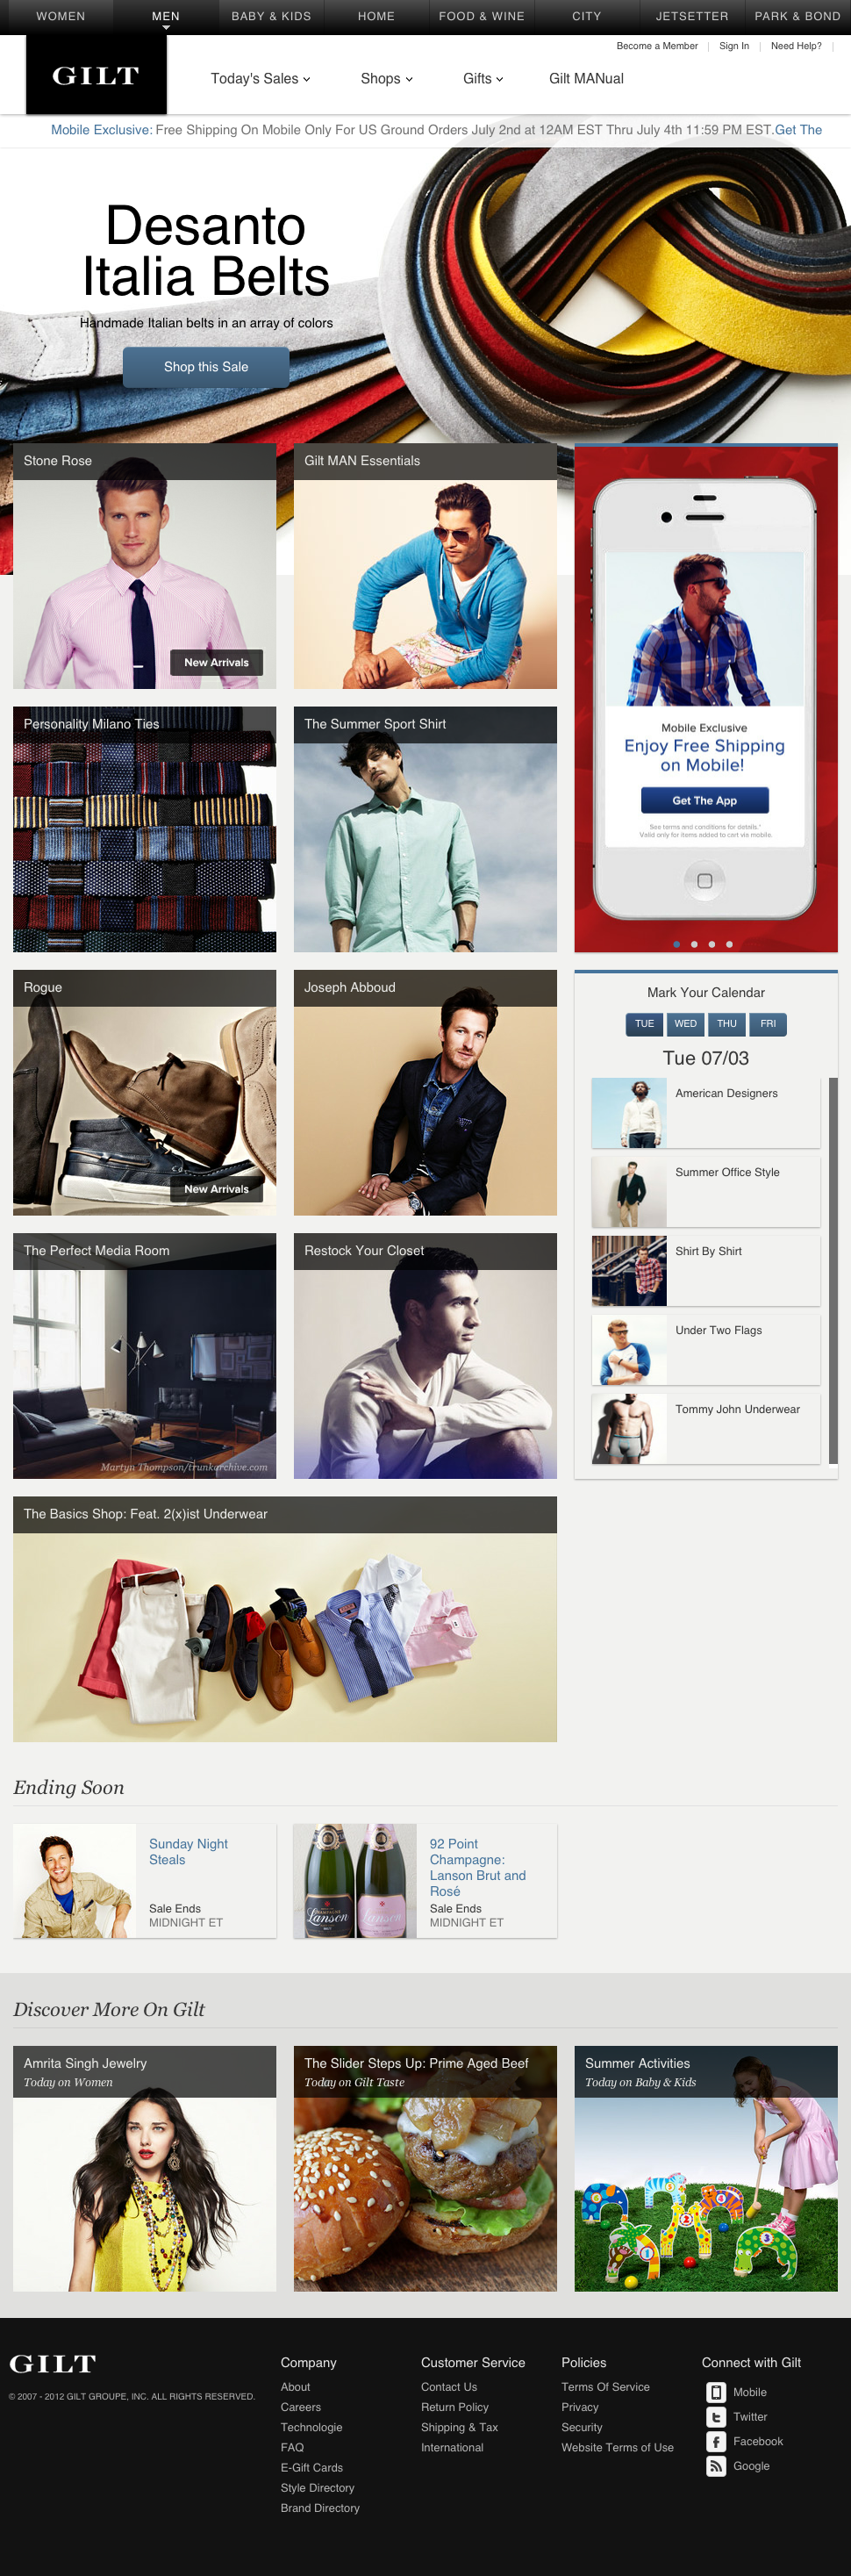 WOMEN MEN BABY & KIDS HOME FOOD & WINE CITY JETSETTER PARK & BOND
Become a Member Sign In Need Help?
GILT
Today's Sales Shops Gifts Gilt MANual
Mobile Exclusive: Free Shipping On Mobile Only For US Ground Orders July 2nd at 12AM EST Thru July 4th 11:59 PM EST.Get The
Desanto
Italia Belts
Handmade Italian belts in an array of colors
Shop this Sale
Stone Rose
New Arrivals
Gilt MAN Essentials
Mobile Exclusive
Enjoy Free Shipping
on Mobile!
Get The App
See terms and conditions for details.*
Valid only for items added to cart via mobile.
Personality Milano Ties
The Summer Sport Shirt
Rogue
New Arrivals
Joseph Abboud
Mark Your Calendar
TUE WED THU FRI
Tue 07/03
American Designers
Summer Office Style
Shirt By Shirt
Under Two Flags
Tommy John Underwear
The Perfect Media Room
Martyn Thompson/trunkarchive.com
Restock Your Closet
The Basics Shop: Feat. 2(x)ist Underwear
Ending Soon
Sunday Night
Steals
Sale Ends
MIDNIGHT ET
Lanson
Lanson
92 Point
Champagne:
Lanson Brut and
Rosé
Sale Ends
MIDNIGHT ET
Discover More On Gilt
Amrita Singh Jewelry
Today on Women
The Slider Steps Up: Prime Aged Beef
Today on Gilt Taste
Summer Activities
Today on Baby & Kids
1
2
3
5
GILT
© 2007 - 2012 GILT GROUPE, INC. ALL RIGHTS RESERVED.
Company
About
Careers
Technologie
FAQ
E-Gift Cards
Style Directory
Brand Directory
Customer Service
Contact Us
Return Policy
Shipping & Tax
International
Policies
Terms Of Service
Privacy
Security
Website Terms of Use
Connect with Gilt
Mobile
Twitter
Facebook
Google